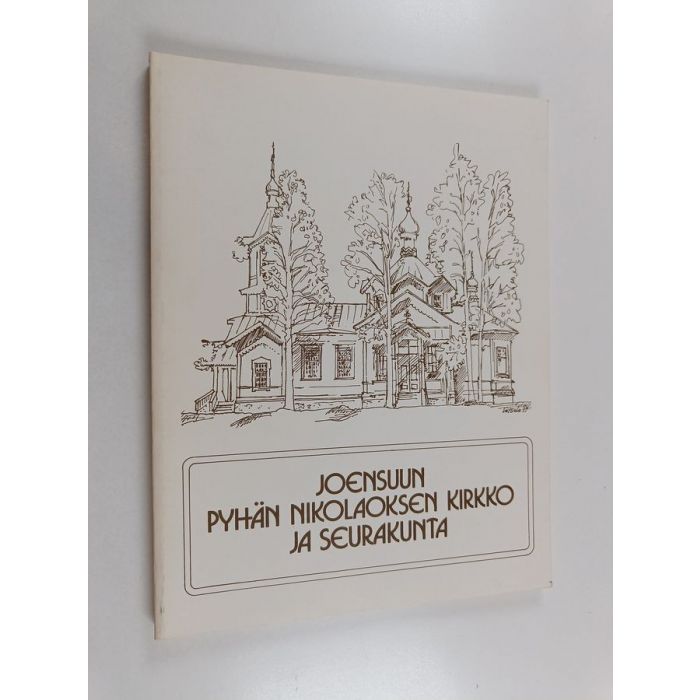 JOENSUUN
PYHÄN NIKOLAOKSEN KIRKKO
JA SEURAKUNTA